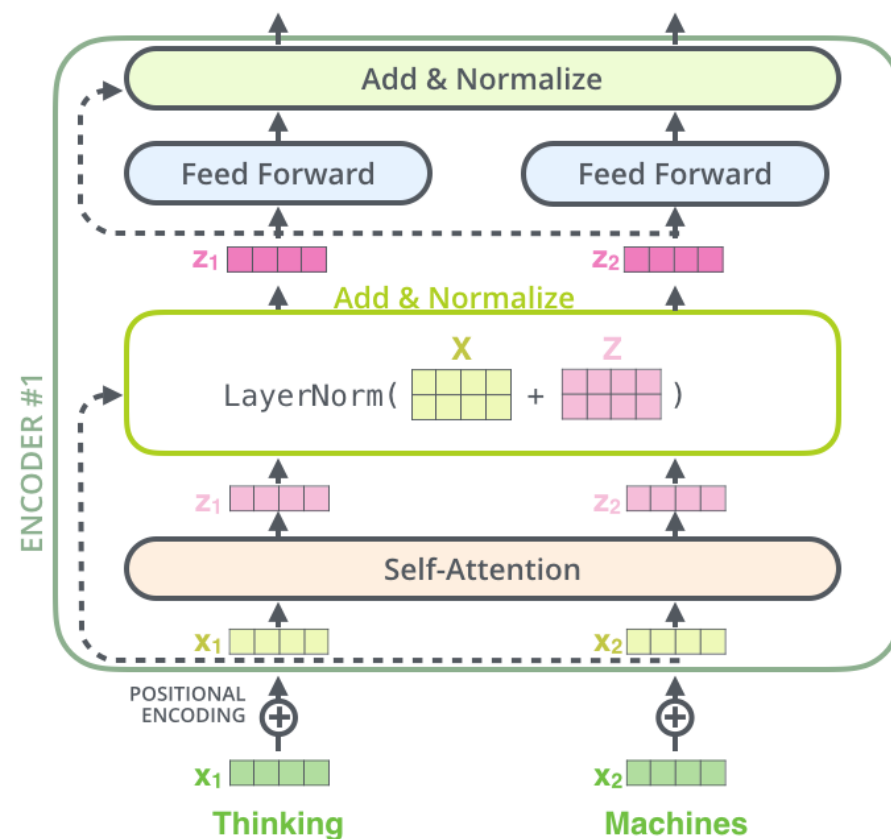 Add & Normalize
Feed Forward Feed Forward
z1 z2
Add & Normalize
X Z
LayerNorm( + )
ENCODER #1
z1 z2
Self-Attention
x1 x2
POSITIONAL
ENCODING
x1 x2
Thinking Machines